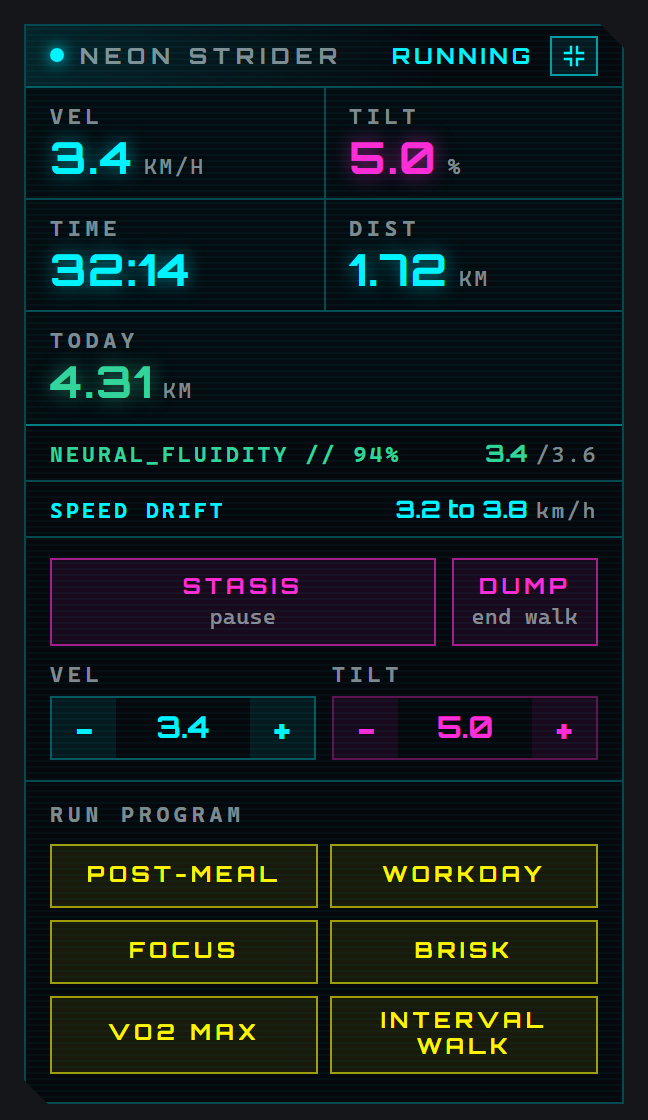 NEON STRIDER RUNNING
VEL TILT
3.4 KM/H 5.0 %
TIME DIST
32:14 1.72 KM
TODAY
4.31 KM
NEURAL_FLUIDITY // 94% 3.4 /3.6
SPEED DRIFT 3.2 to 3.8 km/h
STASIS DUMP
pause end walk
VEL TILT
- 3.4 + - 5.0 +
RUN PROGRAM
POST-MEAL WORKDAY
FOCUS BRISK
VO2 MAX INTERVAL
WALK